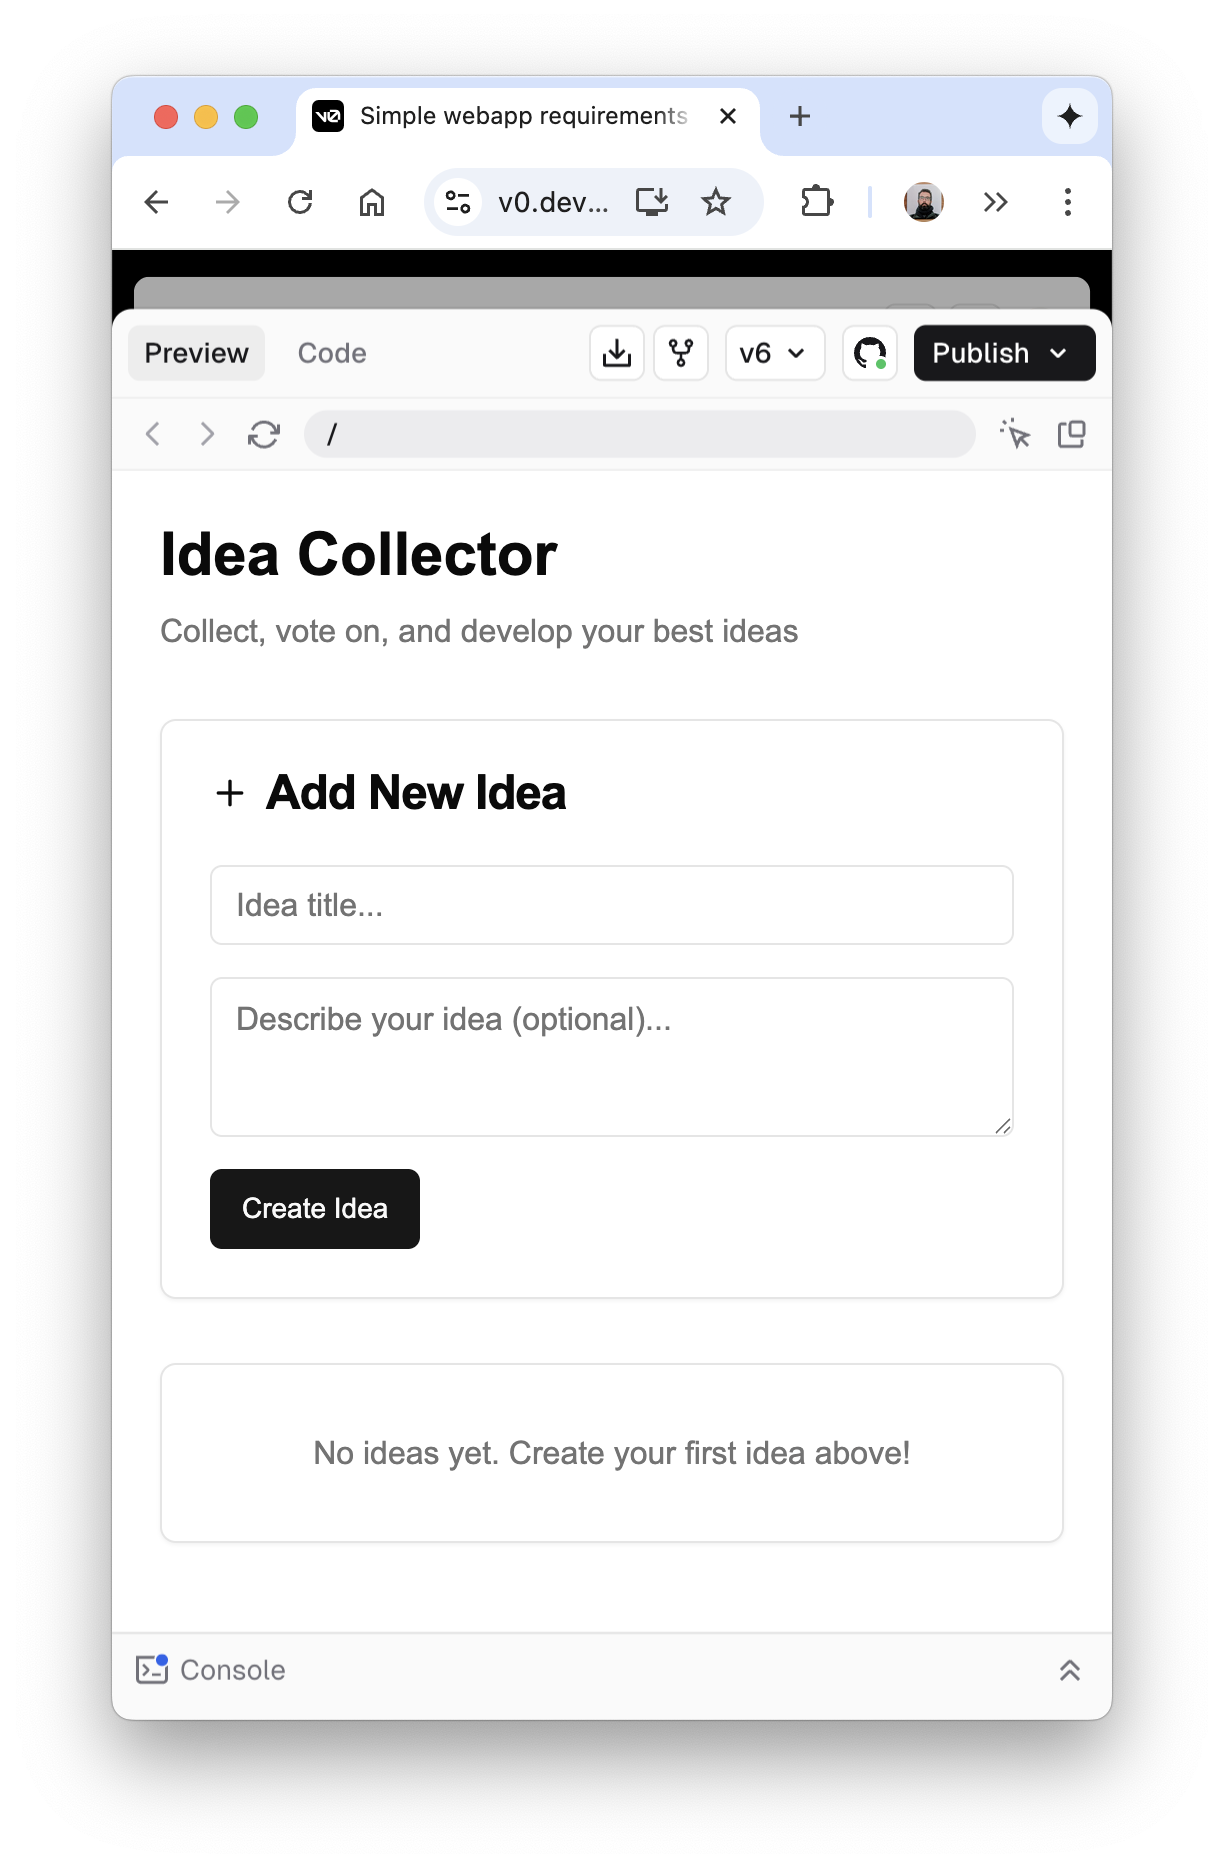 v0 Simple webapp requirements
v0.dev...
Preview Code v6 Publish
/
Idea Collector
Collect, vote on, and develop your best ideas
Add New Idea
Idea title...
Describe your idea (optional)...
Create Idea
No ideas yet. Create your first idea above!
Console